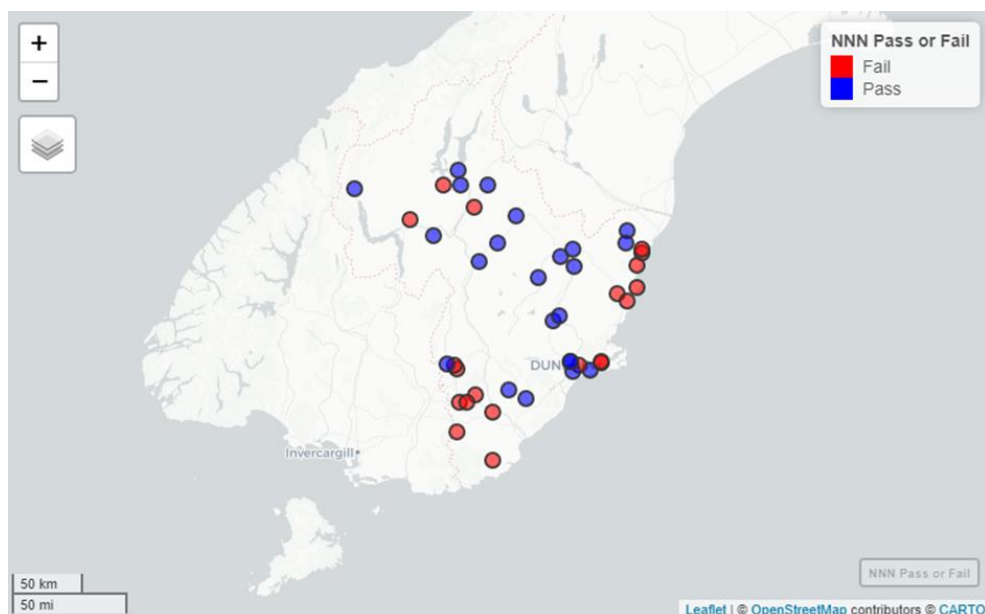 +
NNN Pass or Fail
Fail
Pass
−
DUN
Invercargill
NNN Pass or Fail
50 km
50 mi
Leaflet | © OpenStreetMap contributors © CARTO